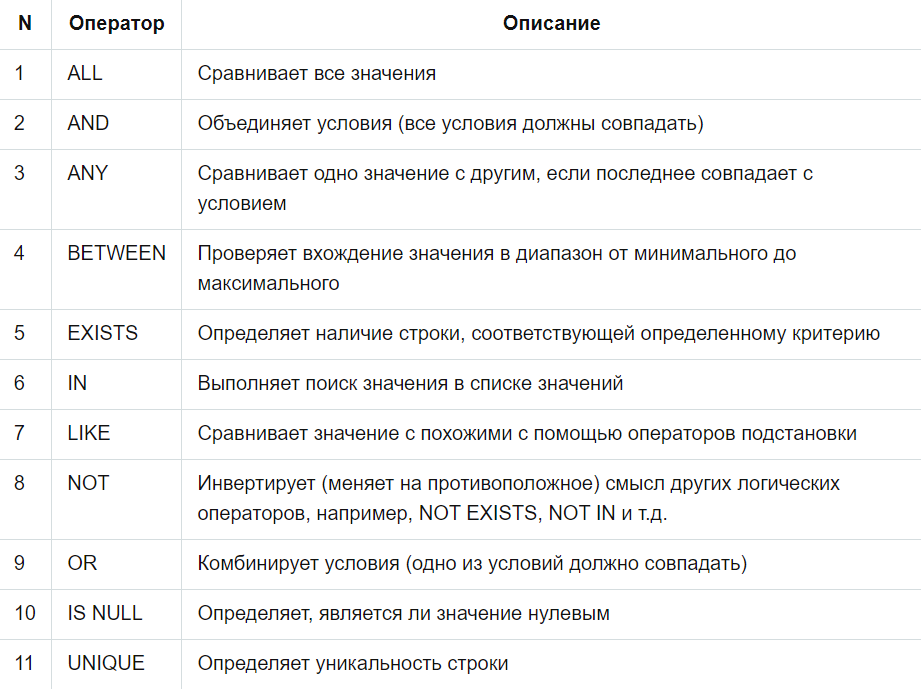 N Оператор Описание
1 ALL Сравнивает все значения
2 AND Объединяет условия (все условия должны совпадать)
3 ANY Сравнивает одно значение с другим, если последнее совпадает с
условием
4 BETWEEN Проверяет вхождение значения в диапазон от минимального до
максимального
5 EXISTS Определяет наличие строки, соответствующей определенному критерию
6 IN Выполняет поиск значения в списке значений
7 LIKE Сравнивает значение с похожими с помощью операторов подстановки
8 NOT Инвертирует (меняет на противоположное) смысл других логических
операторов, например, NOT EXISTS, NOT IN и т.д.
9 OR Комбинирует условия (одно из условий должно совпадать)
10 IS NULL Определяет, является ли значение нулевым
11 UNIQUE Определяет уникальность строки